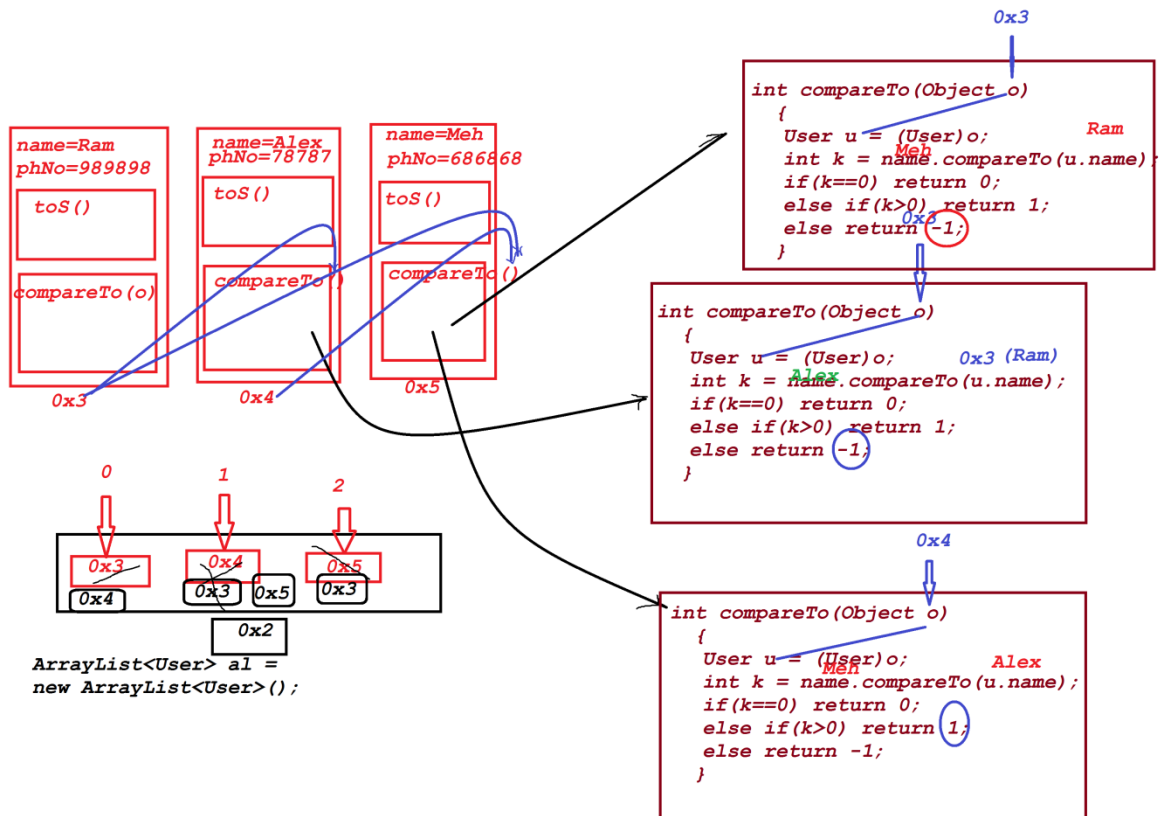 name=Ram
phNo=989898
toS()
compareTo(o)
0x3
name=Alex
phNo=78787
toS()
compareTo()
0x4
name=Meh
phNo=686868
toS()
compareTo()
0x5
0
1
2
0x3
0x4
0x5
0x4
0x3
0x5
0x3
0x2
ArrayList<User> al =
new ArrayList<User>();
0x3
int compareTo(Object o)
{
User u = (User)o;
Ram
Meh
int k = name.compareTo(u.name);
if(k==0) return 0;
else if(k>0) return 1;
0x3
else return -1;
}
int compareTo(Object o)
{
User u = (User)o;
0x3 (Ram)
Alex
int k = name.compareTo(u.name);
if(k==0) return 0;
else if(k>0) return 1;
else return -1;
}
0x4
int compareTo(Object o)
{
User u = (User)o;
Meh
Alex
int k = name.compareTo(u.name);
if(k==0) return 0;
else if(k>0) return 1;
else return -1;
}